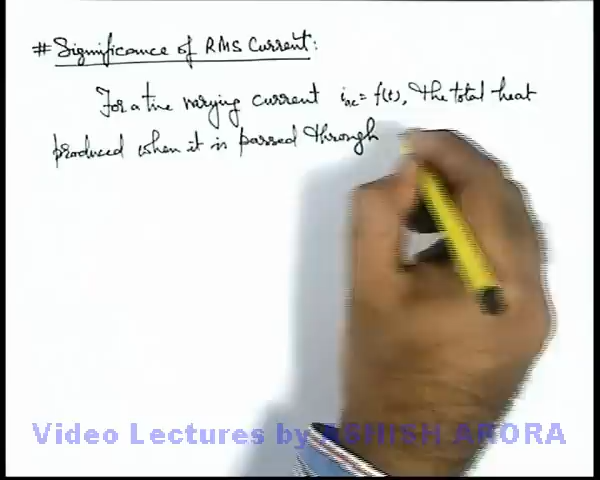 # Significance of RMS Current:
For a time varying current iac = f(t), the total heat
produced when it is passed through
Video Lectures by ASHISH ARORA